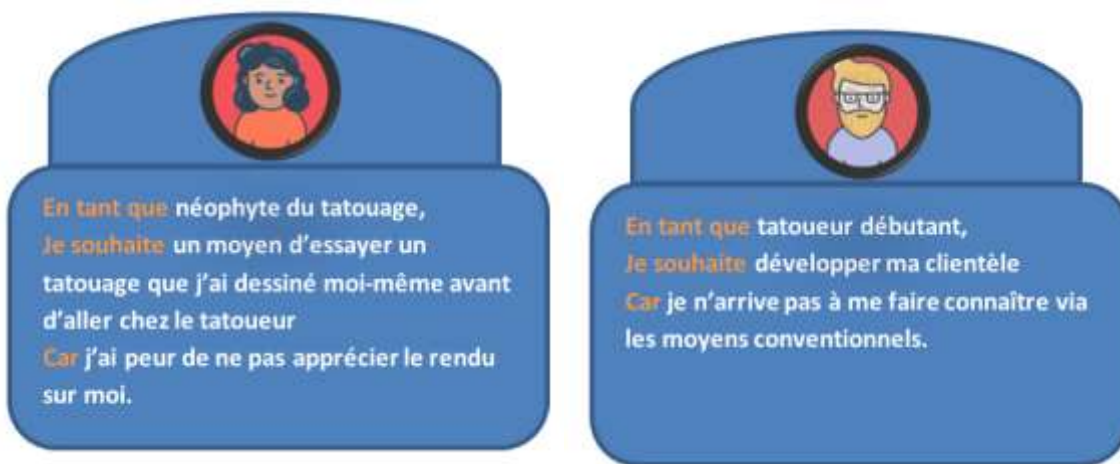 En tant que néophyte du tatouage,
Je souhaite un moyen d'essayer un
tatouage que j'ai dessiné moi-même avant
d'aller chez le tatoueur
Car j'ai peur de ne pas apprécier le rendu
sur moi.
En tant que tatoueur débutant,
Je souhaite développer ma clientèle
Car je n'arrive pas à me faire connaître via
les moyens conventionnels.